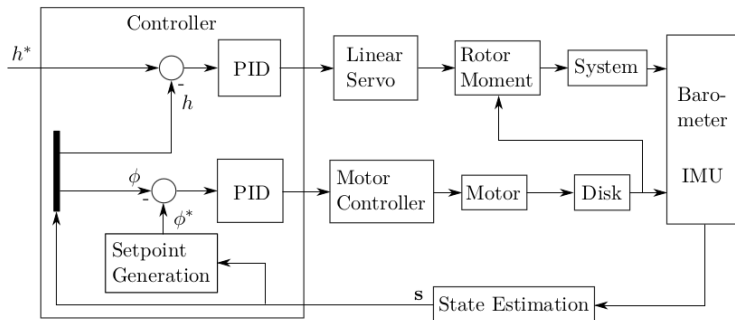 Controller
h*
-
h
PID
Linear
Servo
Rotor
Moment
System
Baro-
meter
IMU
ϕ
-
ϕ*
PID
Motor
Controller
Motor
Disk
Setpoint
Generation
s
State Estimation